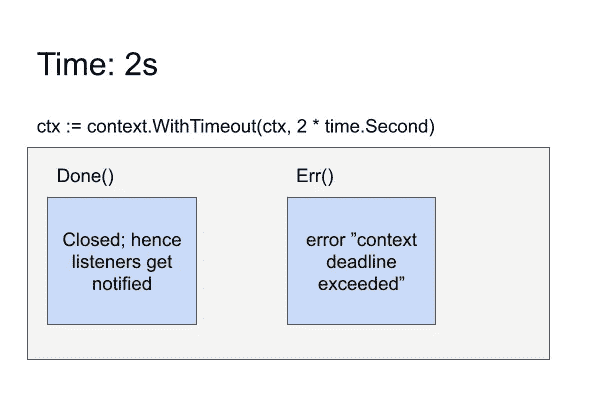 Time: 2s
ctx := context.WithTimeout(ctx, 2 * time.Second)
Done()
Closed; hence
listeners get
notified
Err()
error ”context
deadline
exceeded”